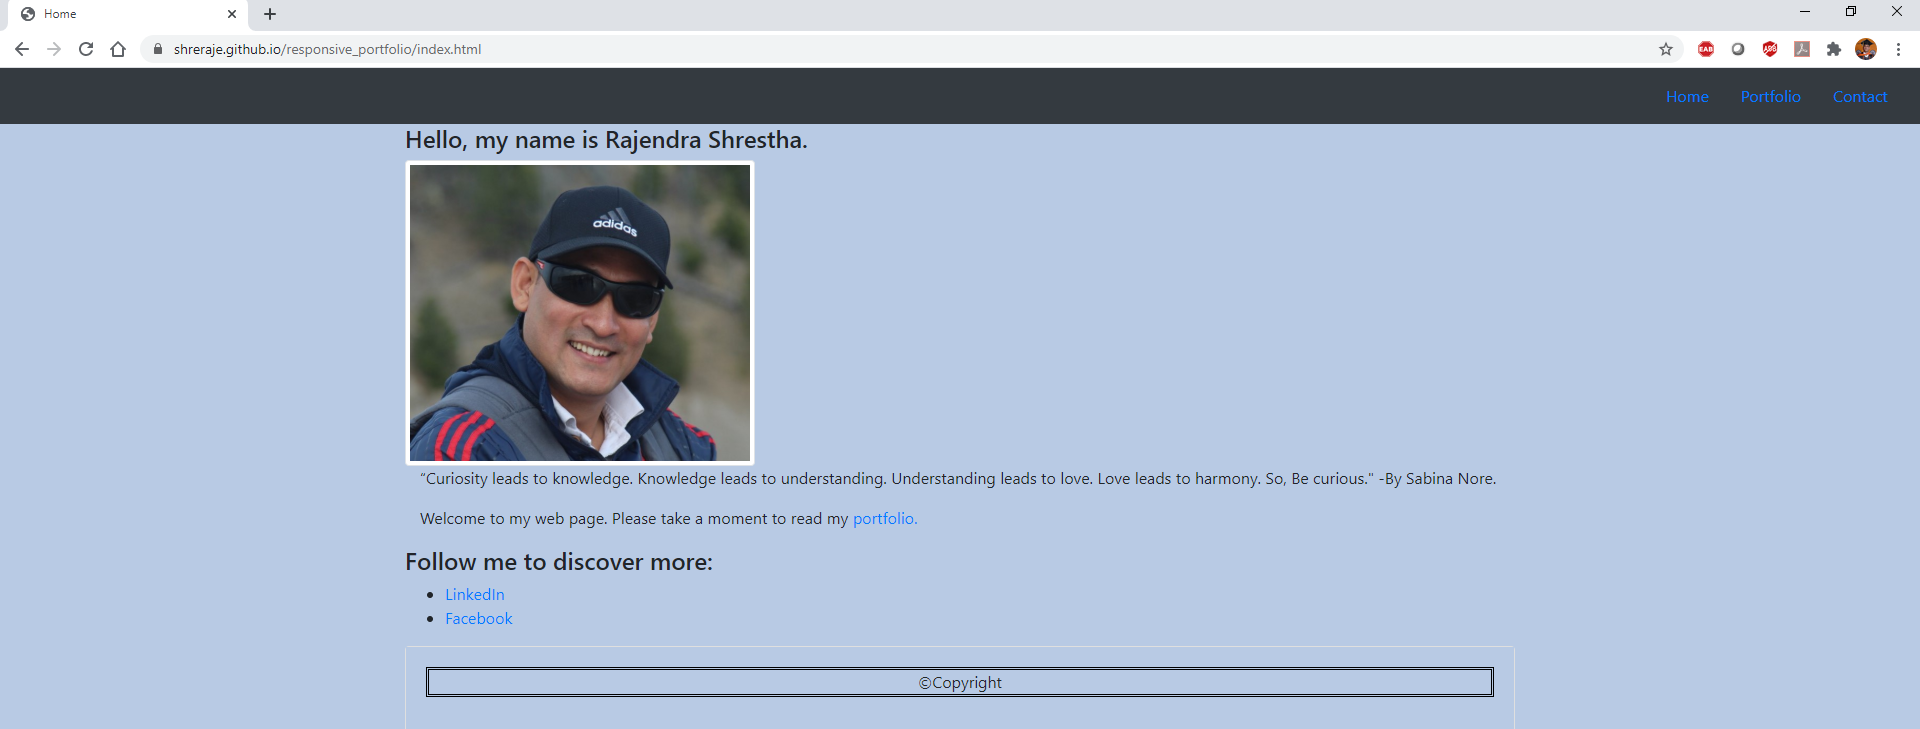 Home
shreraje.github.io/responsive_portfolio/index.html
EAB
ADB
Home Portfolio Contact
Hello, my name is Rajendra Shrestha.
adidas
“Curiosity leads to knowledge. Knowledge leads to understanding. Understanding leads to love. Love leads to harmony. So, Be curious." -By Sabina Nore.
Welcome to my web page. Please take a moment to read my portfolio.
Follow me to discover more:
• LinkedIn
• Facebook
©Copyright